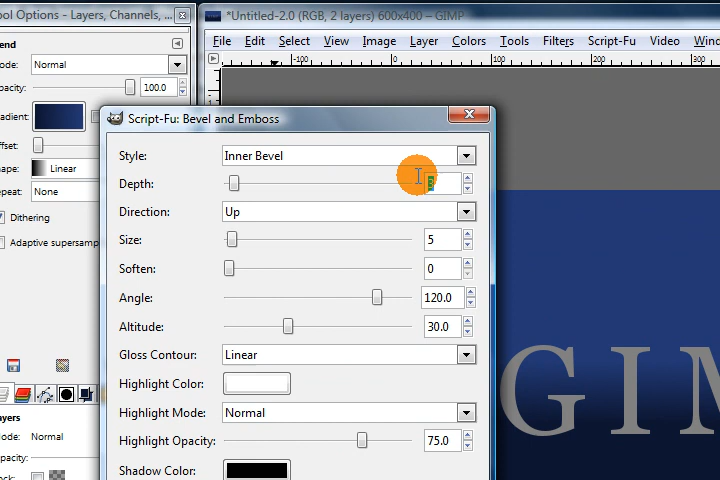 ool Options – Layers, Channels, ...
*Untitled-2.0 (RGB, 2 layers) 600x400 – GIMP
File Edit Select View Image Layer Colors Tools Filters Script-Fu Video Wind
-100 0 100 200 300
end
ode: Normal
pacity: 100.0
radient:
ffset:
hape: Linear
epeat: None
Dithering
Adaptive supersamp
ayers
ode: Normal
pacity:
ock:
Script-Fu: Bevel and Emboss
Style: Inner Bevel
Depth: 3
Direction: Up
Size: 5
Soften: 0
Angle: 120.0
Altitude: 30.0
Gloss Contour: Linear
Highlight Color:
Highlight Mode: Normal
Highlight Opacity: 75.0
Shadow Color:
GIM